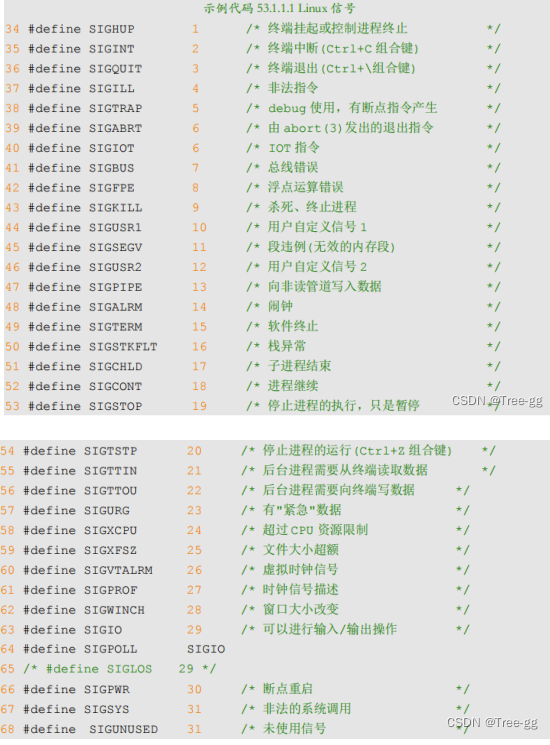 示例代码 53.1.1.1 Linux 信号
34 #define SIGHUP 1 /* 终端挂起或控制进程终止 */
35 #define SIGINT 2 /* 终端中断(Ctrl+C 组合键) */
36 #define SIGQUIT 3 /* 终端退出(Ctrl+\组合键) */
37 #define SIGILL 4 /* 非法指令 */
38 #define SIGTRAP 5 /* debug 使用，有断点指令产生 */
39 #define SIGABRT 6 /* 由 abort(3)发出的退出指令 */
40 #define SIGIOT 6 /* IOT 指令 */
41 #define SIGBUS 7 /* 总线错误 */
42 #define SIGFPE 8 /* 浮点运算错误 */
43 #define SIGKILL 9 /* 杀死、终止进程 */
44 #define SIGUSR1 10 /* 用户自定义信号 1 */
45 #define SIGSEGV 11 /* 段违例(无效的内存段) */
46 #define SIGUSR2 12 /* 用户自定义信号 2 */
47 #define SIGPIPE 13 /* 向非读管道写入数据 */
48 #define SIGALRM 14 /* 闹钟 */
49 #define SIGTERM 15 /* 软件终止 */
50 #define SIGSTKFLT 16 /* 栈异常 */
51 #define SIGCHLD 17 /* 子进程结束 */
52 #define SIGCONT 18 /* 进程继续 */
53 #define SIGSTOP 19 /* 停止进程的执行，只是暂停 */
CSDN @Tree-gg
54 #define SIGTSTP 20 /* 停止进程的运行(Ctrl+Z 组合键) */
55 #define SIGTTIN 21 /* 后台进程需要从终端读取数据 */
56 #define SIGTTOU 22 /* 后台进程需要向终端写数据 */
57 #define SIGURG 23 /* 有"紧急"数据 */
58 #define SIGXCPU 24 /* 超过 CPU 资源限制 */
59 #define SIGXFSZ 25 /* 文件大小超额 */
60 #define SIGVTALRM 26 /* 虚拟时钟信号 */
61 #define SIGPROF 27 /* 时钟信号描述 */
62 #define SIGWINCH 28 /* 窗口大小改变 */
63 #define SIGIO 29 /* 可以进行输入/输出操作 */
64 #define SIGPOLL SIGIO
65 /* #define SIGLOS 29 */
66 #define SIGPWR 30 /* 断点重启 */
67 #define SIGSYS 31 /* 非法的系统调用 */
68 #define SIGUNUSED 31 /* 未使用信号 */
CSDN @Tree-gg